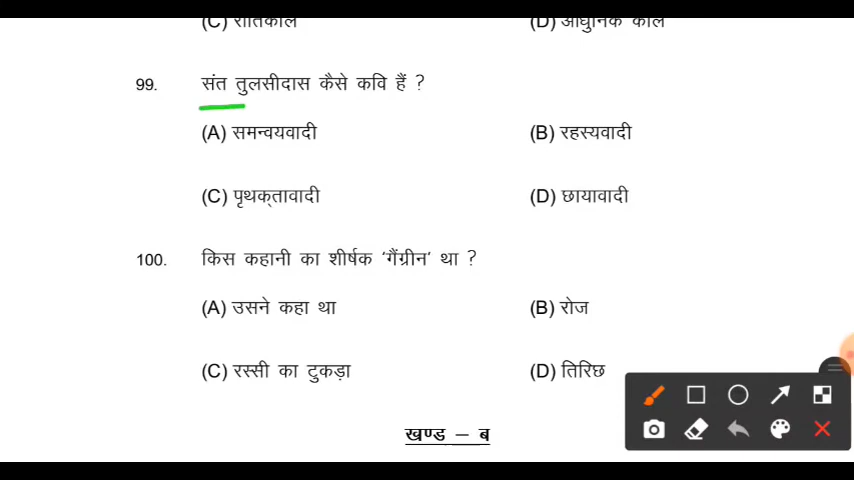 (C) रीतिकाल (D) आधुनिक काल
99. संत तुलसीदास कैसे कवि हैं ?
(A) समन्वयवादी (B) रहस्यवादी
(C) पृथक्तावादी (D) छायावादी
100. किस कहानी का शीर्षक ‘गैंग्रीन’ था ?
(A) उसने कहा था (B) रोज
(C) रस्सी का टुकड़ा (D) तिरिछ
खण्ड – ब